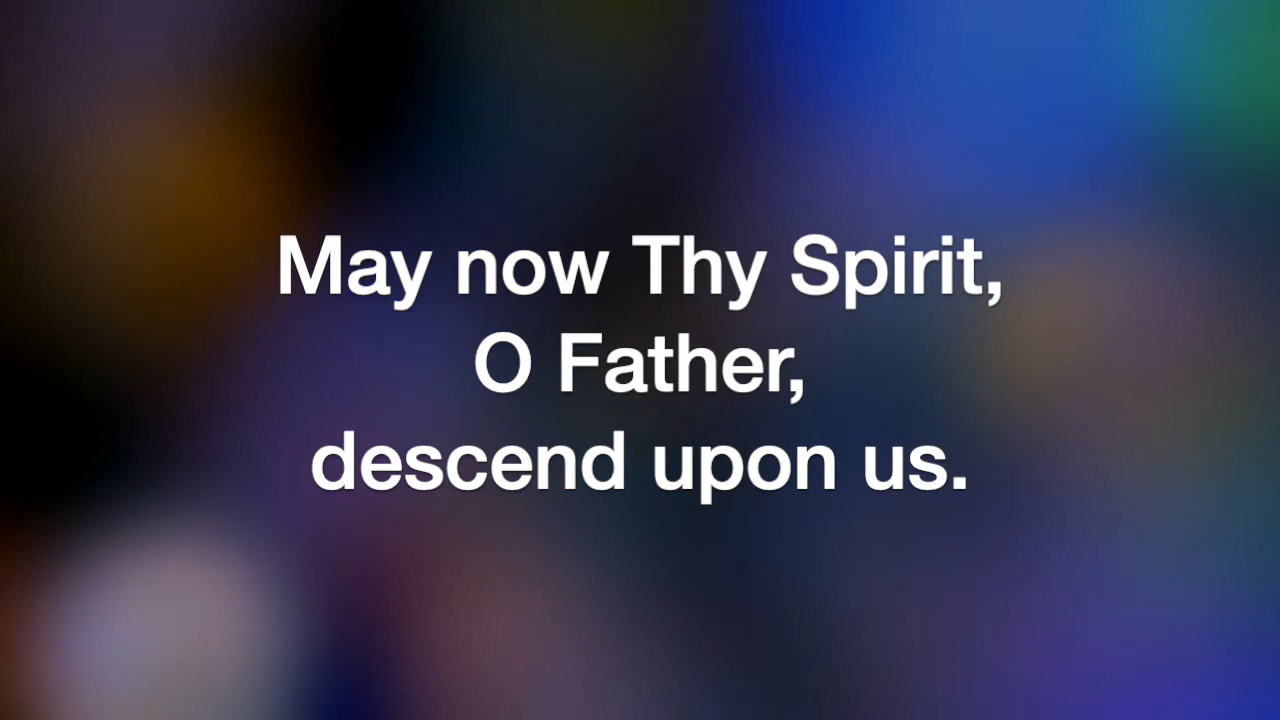 May now Thy Spirit,
O Father,
descend upon us.